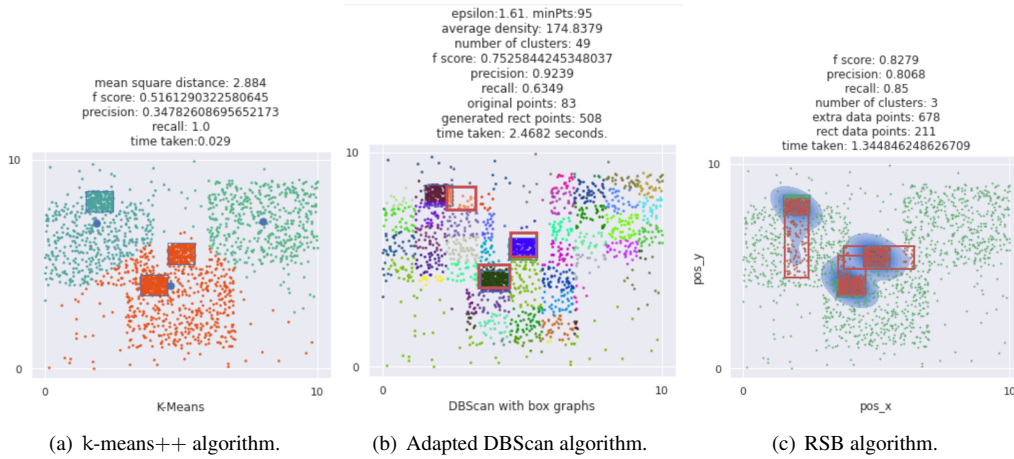 mean square distance: 2.884
f score: 0.5161290322580645
precision: 0.34782608695652173
recall: 1.0
time taken:0.029
10
0
0
10
K-Means
(a) k-means++ algorithm.
epsilon:1.61. minPts:95
average density: 174.8379
number of clusters: 49
f score: 0.7525844245348037
precision: 0.9239
recall: 0.6349
original points: 83
generated rect points: 508
time taken: 2.4682 seconds.
10
0
0
10
DBScan with box graphs
(b) Adapted DBScan algorithm.
f score: 0.8279
precision: 0.8068
recall: 0.85
number of clusters: 3
extra data points: 678
rect data points: 211
time taken: 1.344846248626709
10
pos_y
0
0
10
pos_x
(c) RSB algorithm.